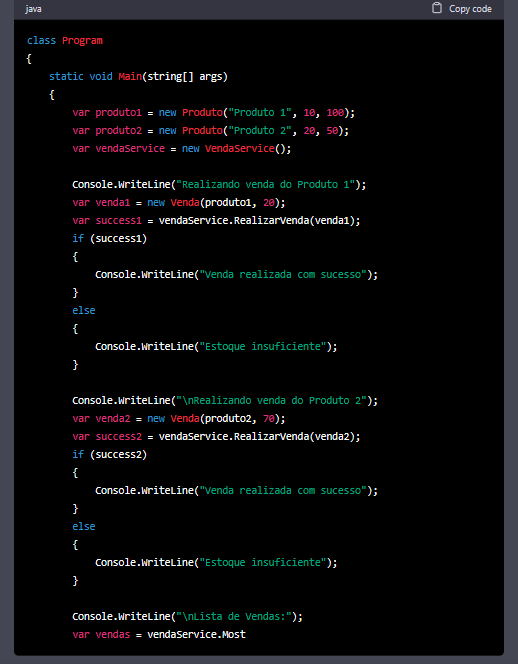 java
Copy code
class Program
{
    static void Main(string[] args)
    {
        var produto1 = new Produto("Produto 1", 10, 100);
        var produto2 = new Produto("Produto 2", 20, 50);
        var vendaService = new VendaService();

        Console.WriteLine("Realizando venda do Produto 1");
        var venda1 = new Venda(produto1, 20);
        var success1 = vendaService.RealizarVenda(venda1);
        if (success1)
        {
            Console.WriteLine("Venda realizada com sucesso");
        }
        else
        {
            Console.WriteLine("Estoque insuficiente");
        }

        Console.WriteLine("\nRealizando venda do Produto 2");
        var venda2 = new Venda(produto2, 70);
        var success2 = vendaService.RealizarVenda(venda2);
        if (success2)
        {
            Console.WriteLine("Venda realizada com sucesso");
        }
        else
        {
            Console.WriteLine("Estoque insuficiente");
        }

        Console.WriteLine("\nLista de Vendas:");
        var vendas = vendaService.Most